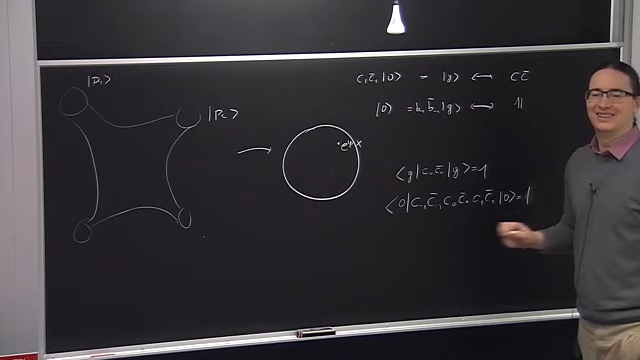 |P₁⟩
|P₂⟩
• e^{ip·x}
c₁c̄₁|0⟩ = |g⟩ ⟷ cc̄
|0⟩ = b₋₁b̄₋₁|g⟩ ⟷ 𝟙
⟨g|c₀c̄₀|g⟩ = 1
⟨0|c₋₁c̄₋₁c₀c̄₀c₁c̄₁|0⟩ = 1